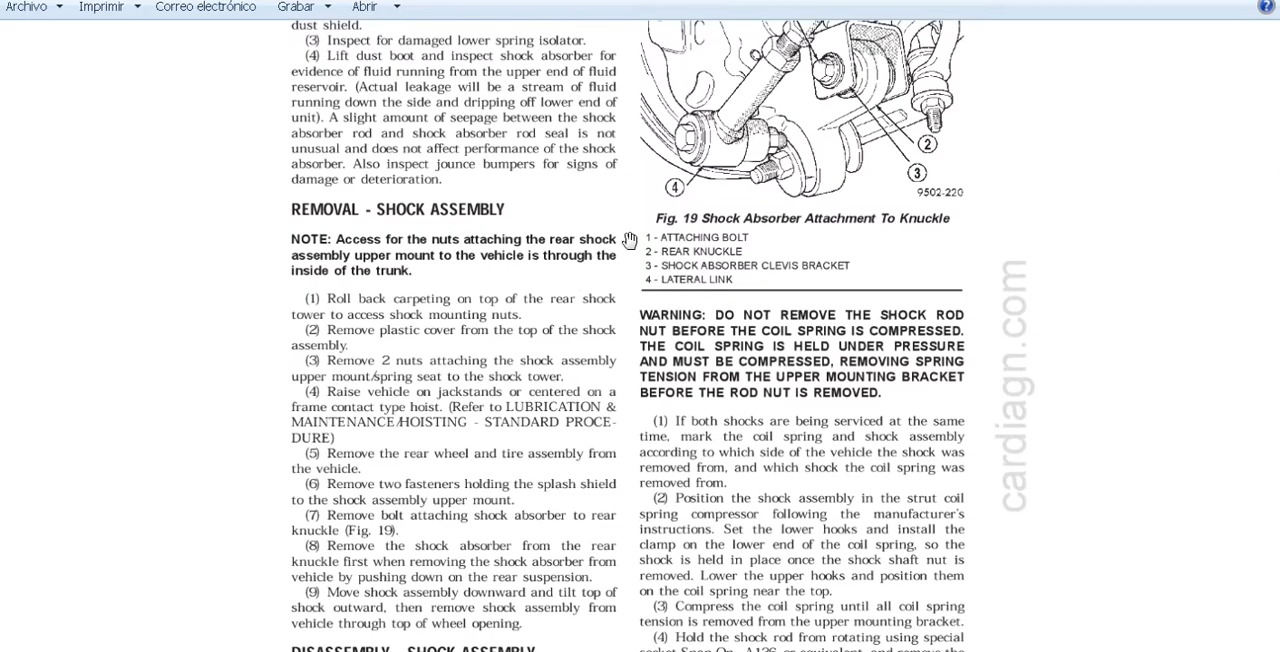 Archivo Imprimir Correo electrónico Grabar Abrir
dust shield.
(3) Inspect for damaged lower spring isolator.
(4) Lift dust boot and inspect shock absorber for
evidence of fluid running from the upper end of fluid
reservoir. (Actual leakage will be a stream of fluid
running down the side and dripping off lower end of
unit). A slight amount of seepage between the shock
absorber rod and shock absorber rod seal is not
unusual and does not affect performance of the shock
absorber. Also inspect jounce bumpers for signs of
damage or deterioration.
REMOVAL - SHOCK ASSEMBLY
NOTE: Access for the nuts attaching the rear shock
assembly upper mount to the vehicle is through the
inside of the trunk.
(1) Roll back carpeting on top of the rear shock
tower to access shock mounting nuts.
(2) Remove plastic cover from the top of the shock
assembly.
(3) Remove 2 nuts attaching the shock assembly
upper mount/spring seat to the shock tower.
(4) Raise vehicle on jackstands or centered on a
frame contact type hoist. (Refer to LUBRICATION &
MAINTENANCE/HOISTING - STANDARD PROCE-
DURE)
(5) Remove the rear wheel and tire assembly from
the vehicle.
(6) Remove two fasteners holding the splash shield
to the shock assembly upper mount.
(7) Remove bolt attaching shock absorber to rear
knuckle (Fig. 19).
(8) Remove the shock absorber from the rear
knuckle first when removing the shock absorber from
vehicle by pushing down on the rear suspension.
(9) Move shock assembly downward and tilt top of
shock outward, then remove shock assembly from
vehicle through top of wheel opening.
DISASSEMBLY - SHOCK ASSEMBLY
2
3
4
9502-220
Fig. 19 Shock Absorber Attachment To Knuckle
1 - ATTACHING BOLT
2 - REAR KNUCKLE
3 - SHOCK ABSORBER CLEVIS BRACKET
4 - LATERAL LINK
WARNING: DO NOT REMOVE THE SHOCK ROD
NUT BEFORE THE COIL SPRING IS COMPRESSED.
THE COIL SPRING IS HELD UNDER PRESSURE
AND MUST BE COMPRESSED, REMOVING SPRING
TENSION FROM THE UPPER MOUNTING BRACKET
BEFORE THE ROD NUT IS REMOVED.
(1) If both shocks are being serviced at the same
time, mark the coil spring and shock assembly
according to which side of the vehicle the shock was
removed from, and which shock the coil spring was
removed from.
(2) Position the shock assembly in the strut coil
spring compressor following the manufacturer's
instructions. Set the lower hooks and install the
clamp on the lower end of the coil spring, so the
shock is held in place once the shock shaft nut is
removed. Lower the upper hooks and position them
on the coil spring near the top.
(3) Compress the coil spring until all coil spring
tension is removed from the upper mounting bracket.
(4) Hold the shock rod from rotating using special
socket Snap-On, A136 or equivalent, and remove the
cardiagn.com